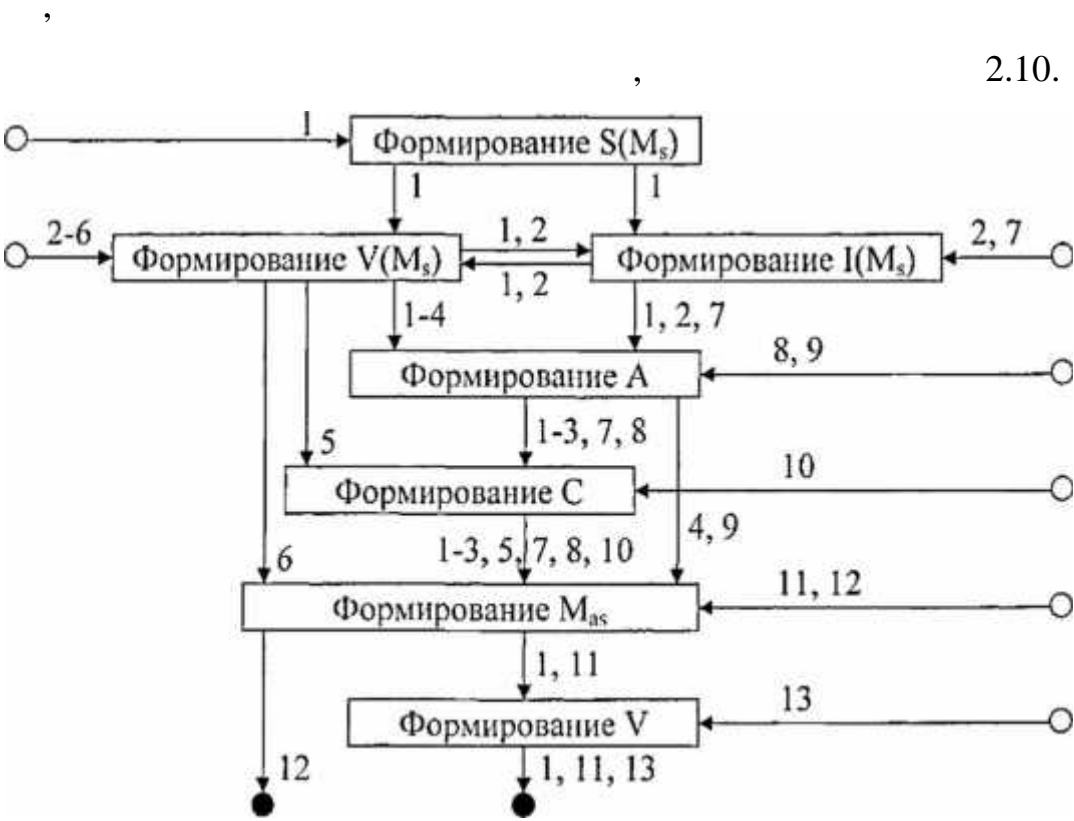 ,
, 2.10.
1
Формирование S(Mₛ)
1 1
2-6 1, 2 2, 7
Формирование V(Mₛ) Формирование I(Mₛ)
1, 2
1-4 1, 2, 7
8, 9
Формирование A
1-3, 7, 8
5 10
Формирование C
4, 9
1-3, 5, 7, 8, 10
6 11, 12
Формирование Mₐₛ
1, 11
13
Формирование V
12 1, 11, 13